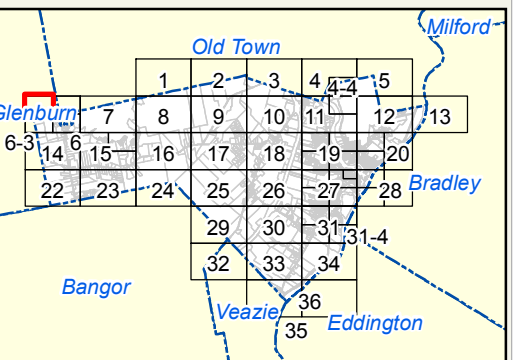 Milford
Old Town
1 2 3 4 5
4-4
Glenburn 7 8 9 10 11 12 13
6-3 6
14 15 16 17 18 19 20
22 23 24 25 26 27 28
Bradley
29 30 31 31-4
32 33 34
Bangor
36
Veazie Eddington
35